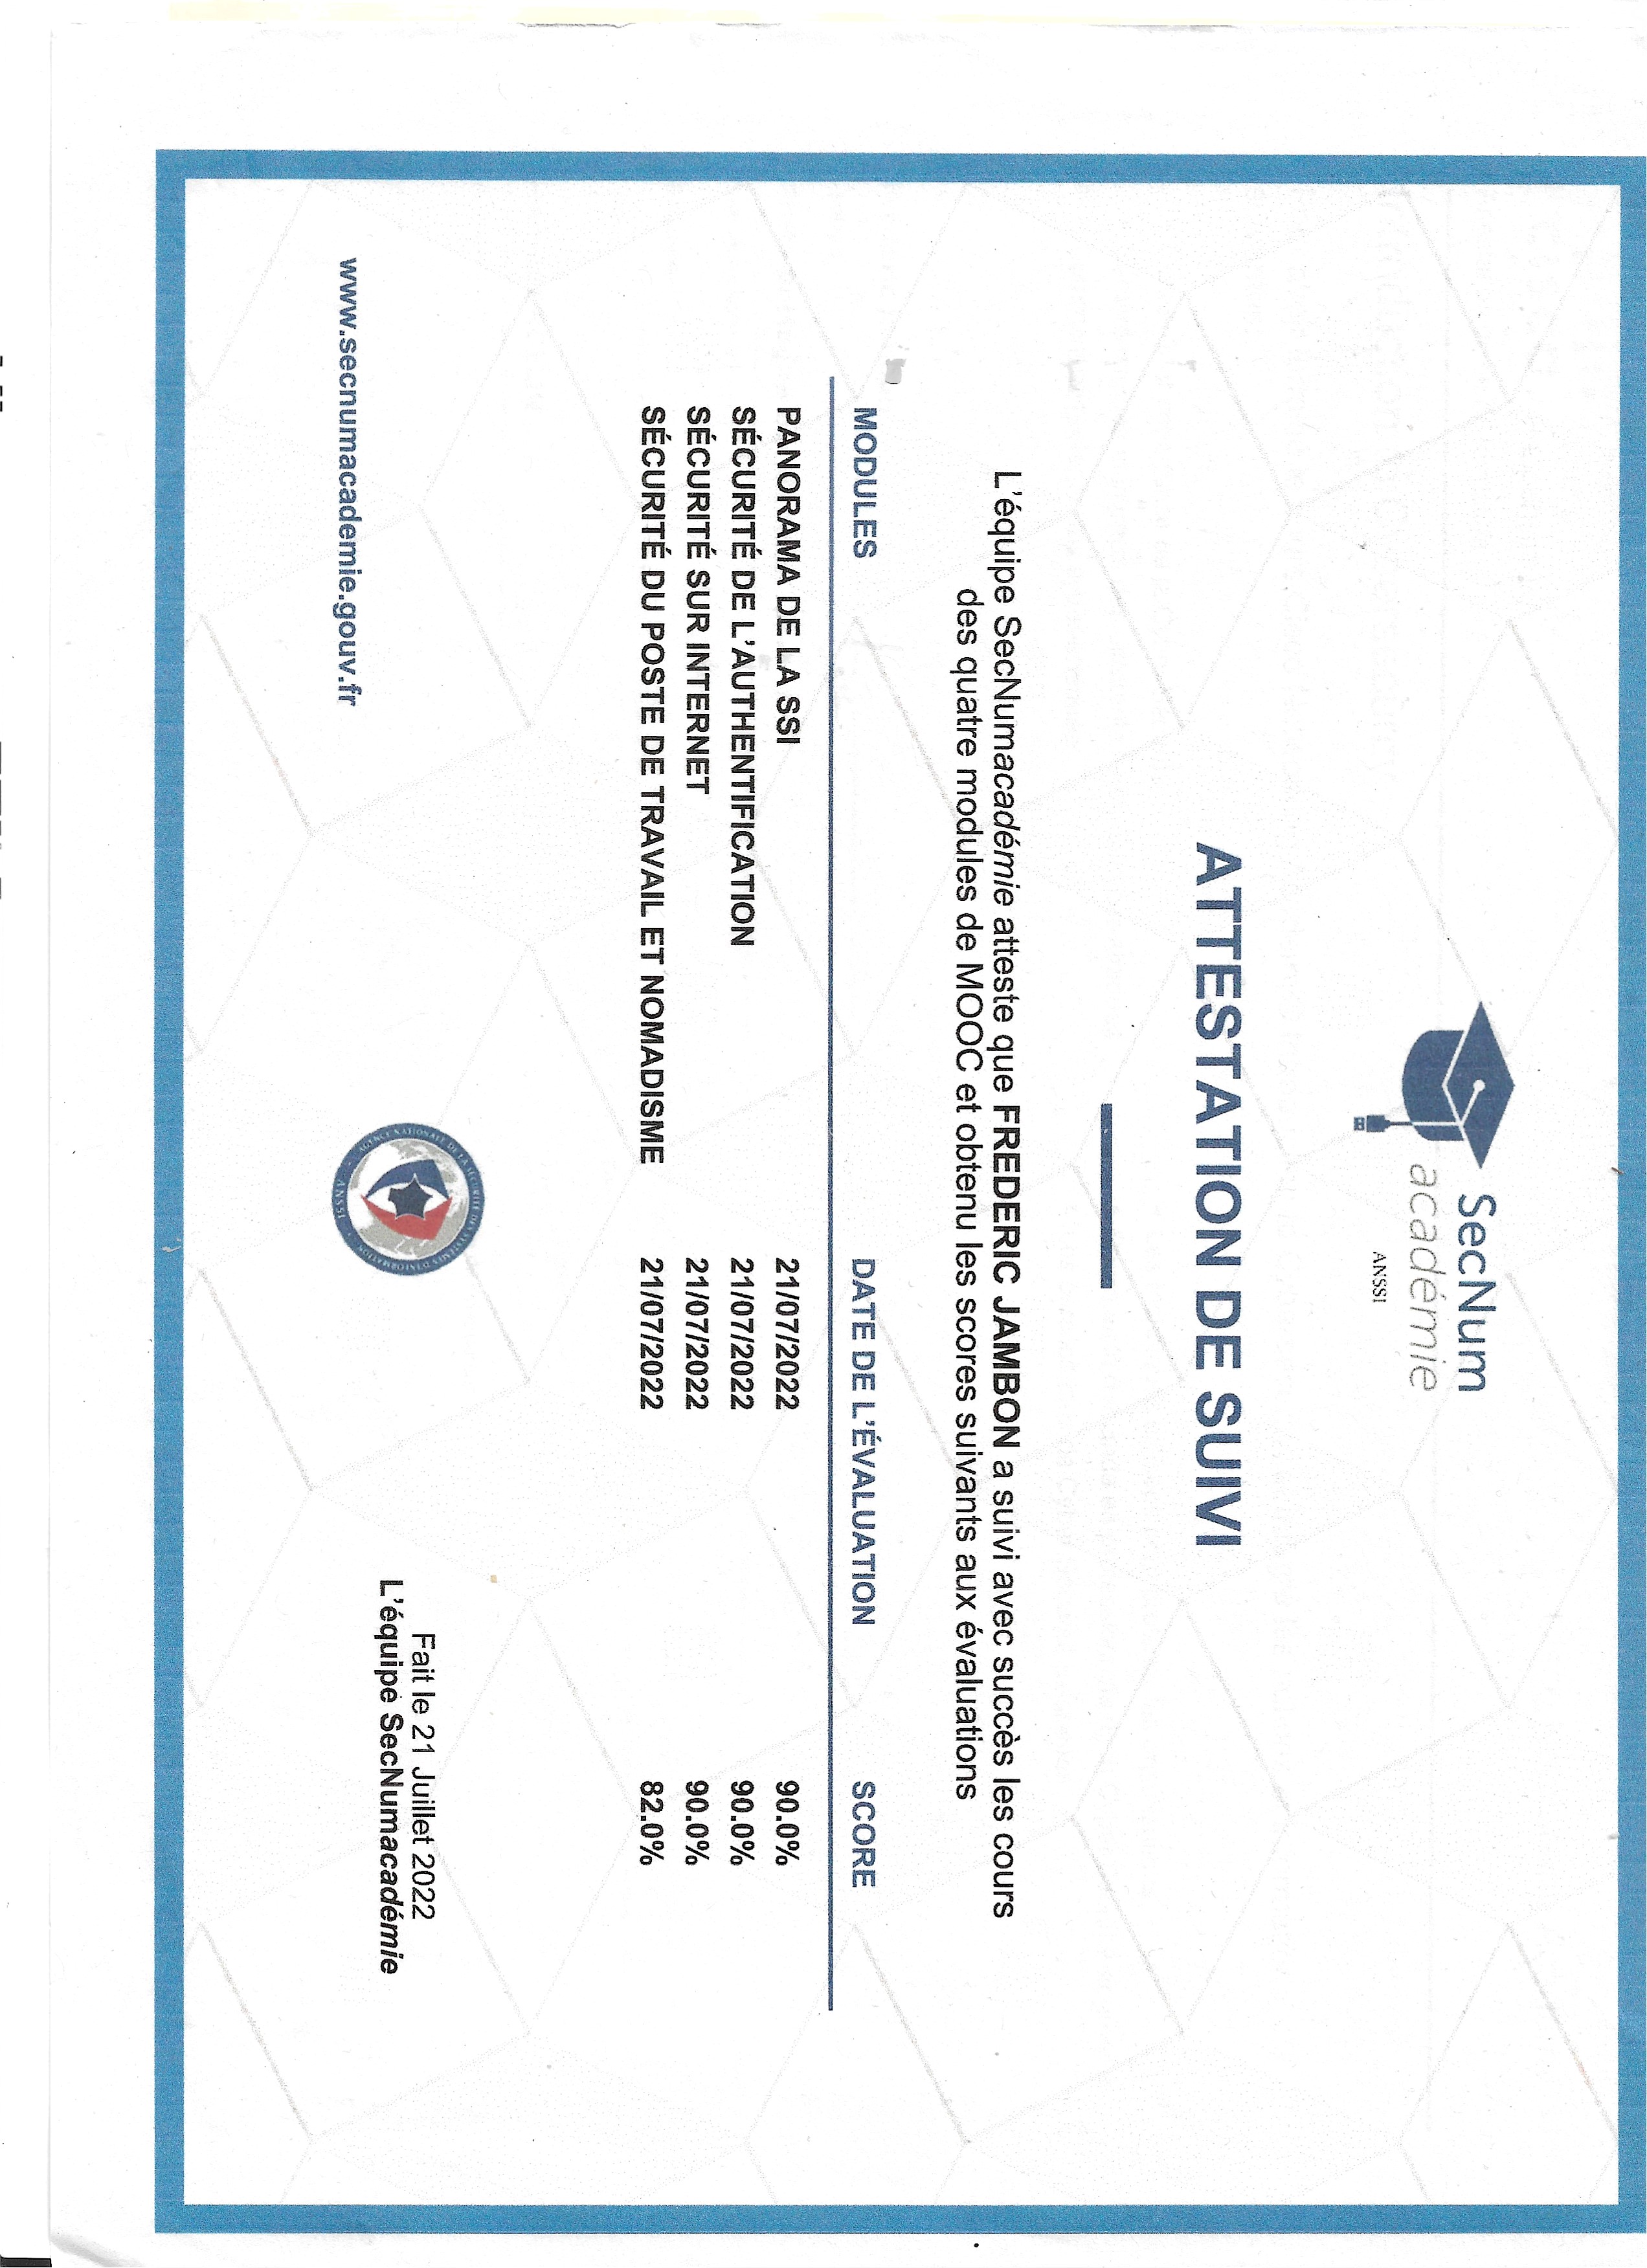 SecNum
académie
ANSSI
ATTESTATION DE SUIVI
L'équipe SecNumacadémie atteste que FREDERIC JAMBON a suivi avec succès les cours
des quatre modules de MOOC et obtenu les scores suivants aux évaluations
MODULES DATE DE L'ÉVALUATION SCORE
PANORAMA DE LA SSI 21/07/2022 90.0%
SÉCURITÉ DE L'AUTHENTIFICATION 21/07/2022 90.0%
SÉCURITÉ SUR INTERNET 21/07/2022 90.0%
SÉCURITÉ DU POSTE DE TRAVAIL ET NOMADISME 21/07/2022 82.0%
AGENCE NATIONALE DE LA SÉCURITÉ DES SYSTÈMES D'INFORMATION
ANSSI
Fait le 21 Juillet 2022
L'équipe SecNumacadémie
www.secnumacademie.gouv.fr